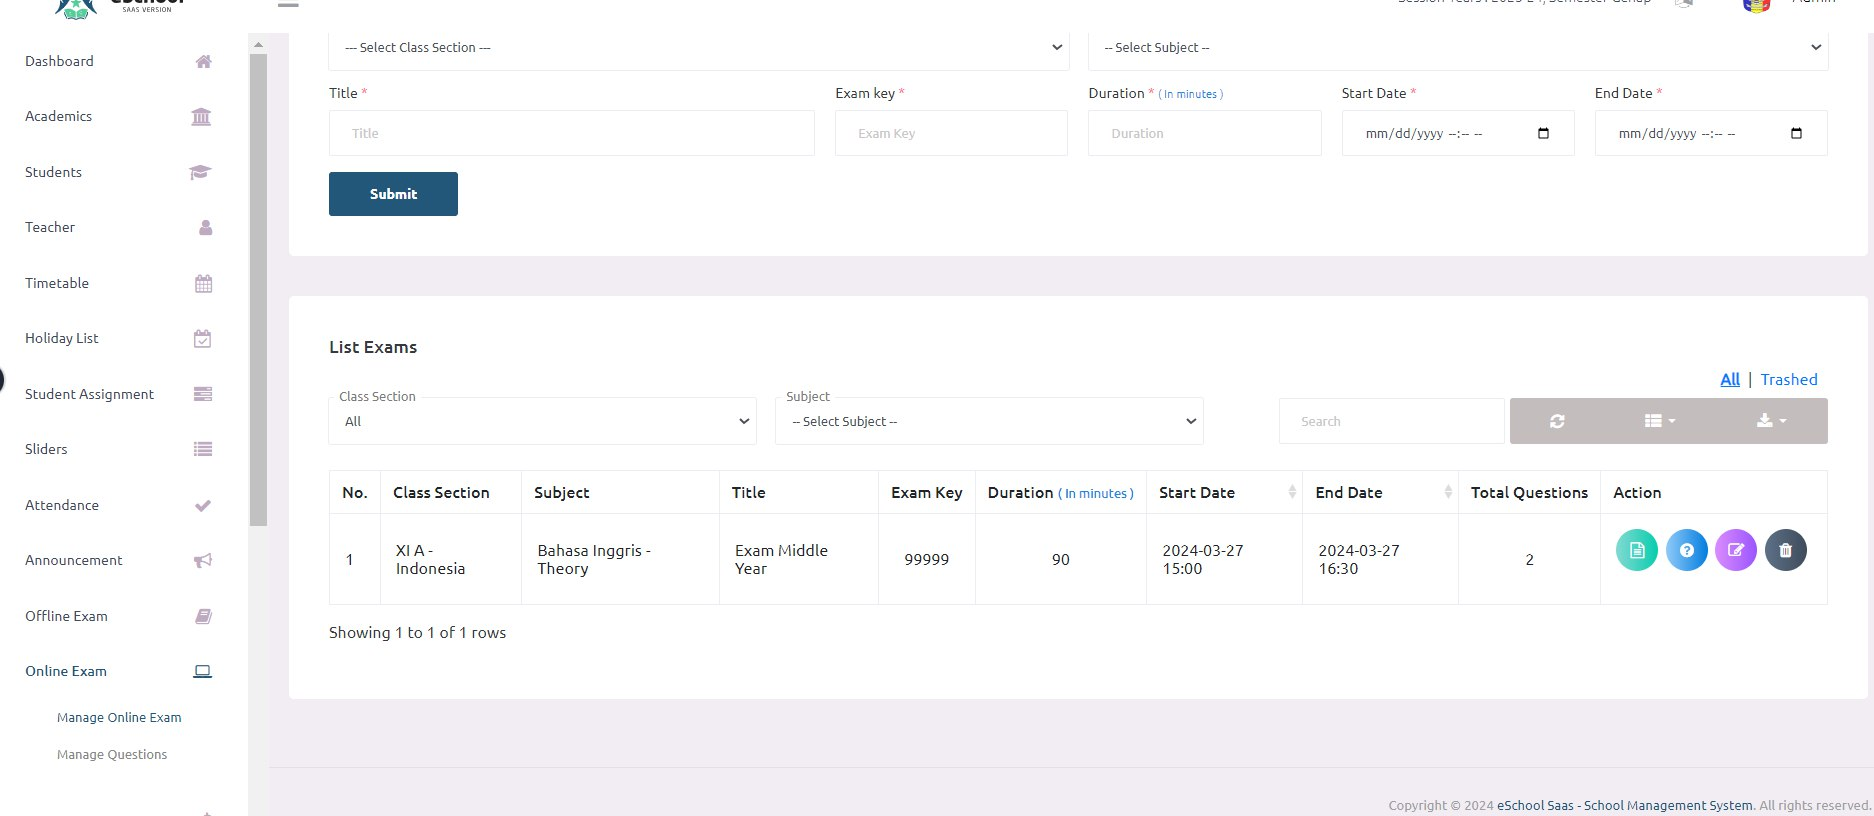 SAAS VERSION
Admin
--- Select Class Section ---
-- Select Subject --
Title *
Exam key *
Duration * ( In minutes )
Start Date *
End Date *
Title
Exam Key
Duration
mm/dd/yyyy --:-- --
mm/dd/yyyy --:-- --
Submit
Dashboard
Academics
Students
Teacher
Timetable
Holiday List
Student Assignment
Sliders
Attendance
Announcement
Offline Exam
Online Exam
Manage Online Exam
Manage Questions
List Exams
All | Trashed
Class Section
All
Subject
-- Select Subject --
Search
No.
Class Section
Subject
Title
Exam Key
Duration ( In minutes )
Start Date
End Date
Total Questions
Action
1
XI A -
Indonesia
Bahasa Inggris -
Theory
Exam Middle
Year
99999
90
2024-03-27
15:00
2024-03-27
16:30
2
Showing 1 to 1 of 1 rows
Copyright © 2024 eSchool Saas - School Management System. All rights reserved.